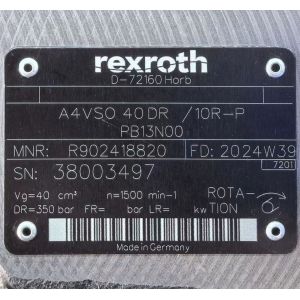 rexroth
D-72160 Horb
A4VSO 40 DR /10R-P
PB13N00
MNR: R902418820 FD: 2024W39
7201
SN: 38003497
Vg=40 cm³ n=1500 min-1 ROTA-
DR=350 bar FR= bar LR= kw TION
Made in Germany